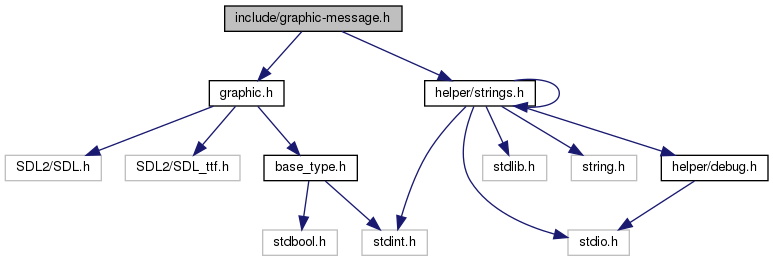 include/graphic-message.h
graphic.h
helper/strings.h
SDL2/SDL.h
SDL2/SDL_ttf.h
base_type.h
stdlib.h
string.h
helper/debug.h
stdbool.h
stdint.h
stdio.h